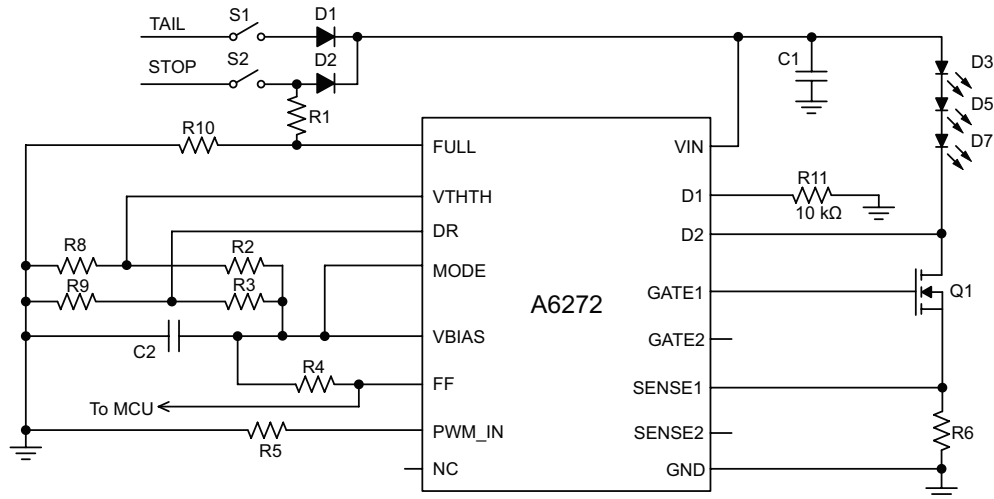 TAIL
S1
D1
STOP
S2
D2
C1
D3
D5
D7
R1
R10
FULL
VIN
VTHTH
D1
R11
10 kΩ
DR
D2
R8
R2
MODE
R9
R3
GATE1
Q1
A6272
C2
VBIAS
GATE2
R4
FF
SENSE1
To MCU
PWM_IN
SENSE2
R6
R5
NC
GND